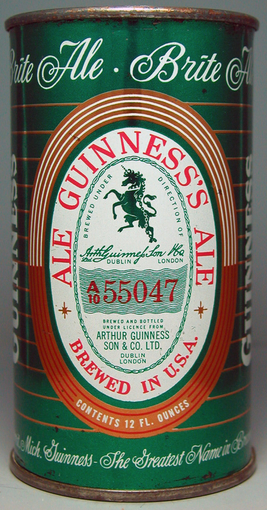 Brite Ale · Brite
ALE GUINNESS'S ALE
BREWED UNDER DIRECTION OF
Arth Guinness Son & Co
DUBLIN LONDON
A/10 55047
BREWED AND BOTTLED
UNDER LICENCE FROM
ARTHUR GUINNESS
SON & CO. LTD.
DUBLIN
LONDON
BREWED IN U.S.A.
CONTENTS 12 FL. OUNCES
Mich. Guinness - The Greatest Name in